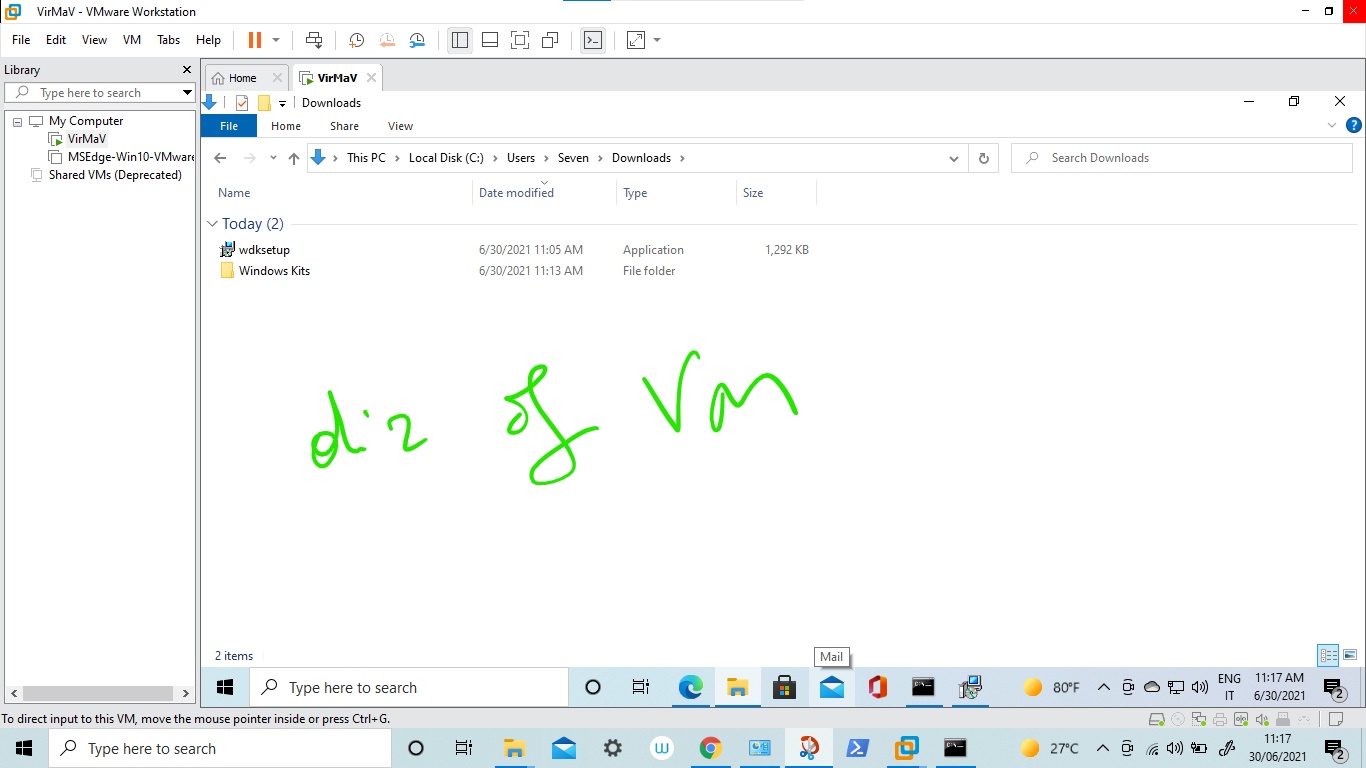 VirMaV - VMware Workstation
File Edit View VM Tabs Help
Library
Type here to search
My Computer
VirMaV
MSEdge-Win10-VMware
Shared VMs (Deprecated)
Home VirMaV
Downloads
File Home Share View
This PC Local Disk (C:) Users Seven Downloads
Search Downloads
Name Date modified Type Size
Today (2)
wdksetup 6/30/2021 11:05 AM Application 1,292 KB
Windows Kits 6/30/2021 11:13 AM File folder
dir of Vm
2 items
Mail
Type here to search
80°F
ENG
IT
11:17 AM
6/30/2021
2
To direct input to this VM, move the mouse pointer inside or press Ctrl+G.
Type here to search
27°C
11:17
30/06/2021
2